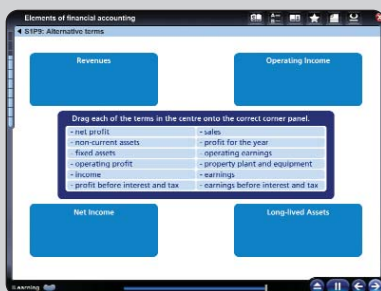 Elements of financial accounting
S1P9: Alternative terms
Revenues
Operating Income
Drag each of the terms in the centre onto the correct corner panel.
- net profit
- sales
- non-current assets
- profit for the year
- fixed assets
- operating earnings
- operating profit
- property plant and equipment
- income
- earnings
- profit before interest and tax
- earnings before interest and tax
Net Income
Long-lived Assets